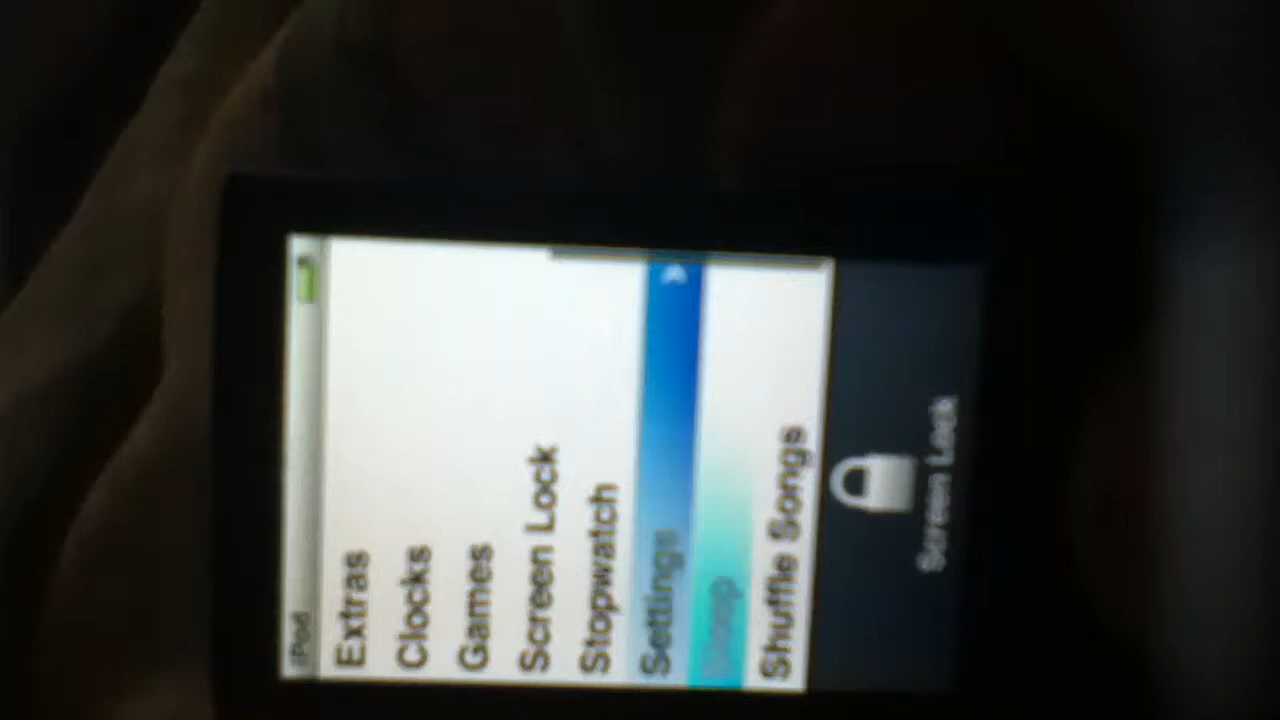 iPod
Extras
Clocks
Games
Screen Lock
Stopwatch
Settings
Shuffle Songs
Screen Lock